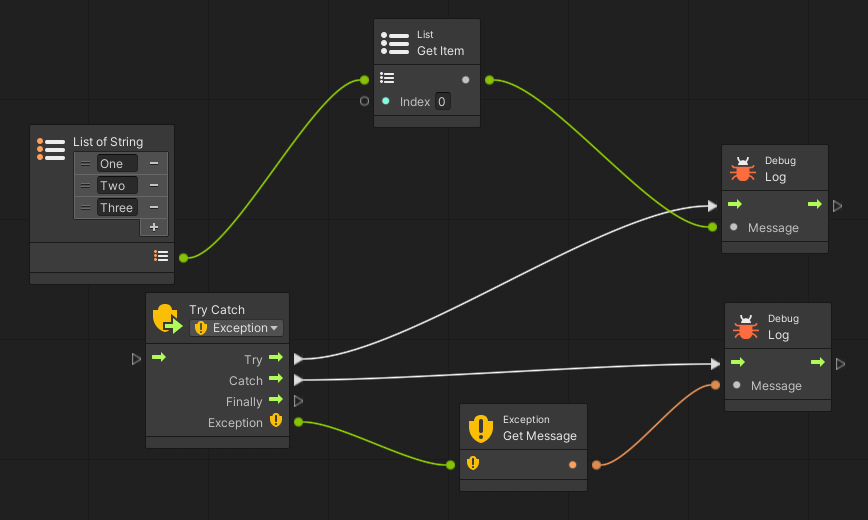 List
Get Item
Index 0
List of String
One
Two
Three
Debug
Log
Message
Try Catch
Exception
Try
Catch
Finally
Exception
Debug
Log
Message
Exception
Get Message